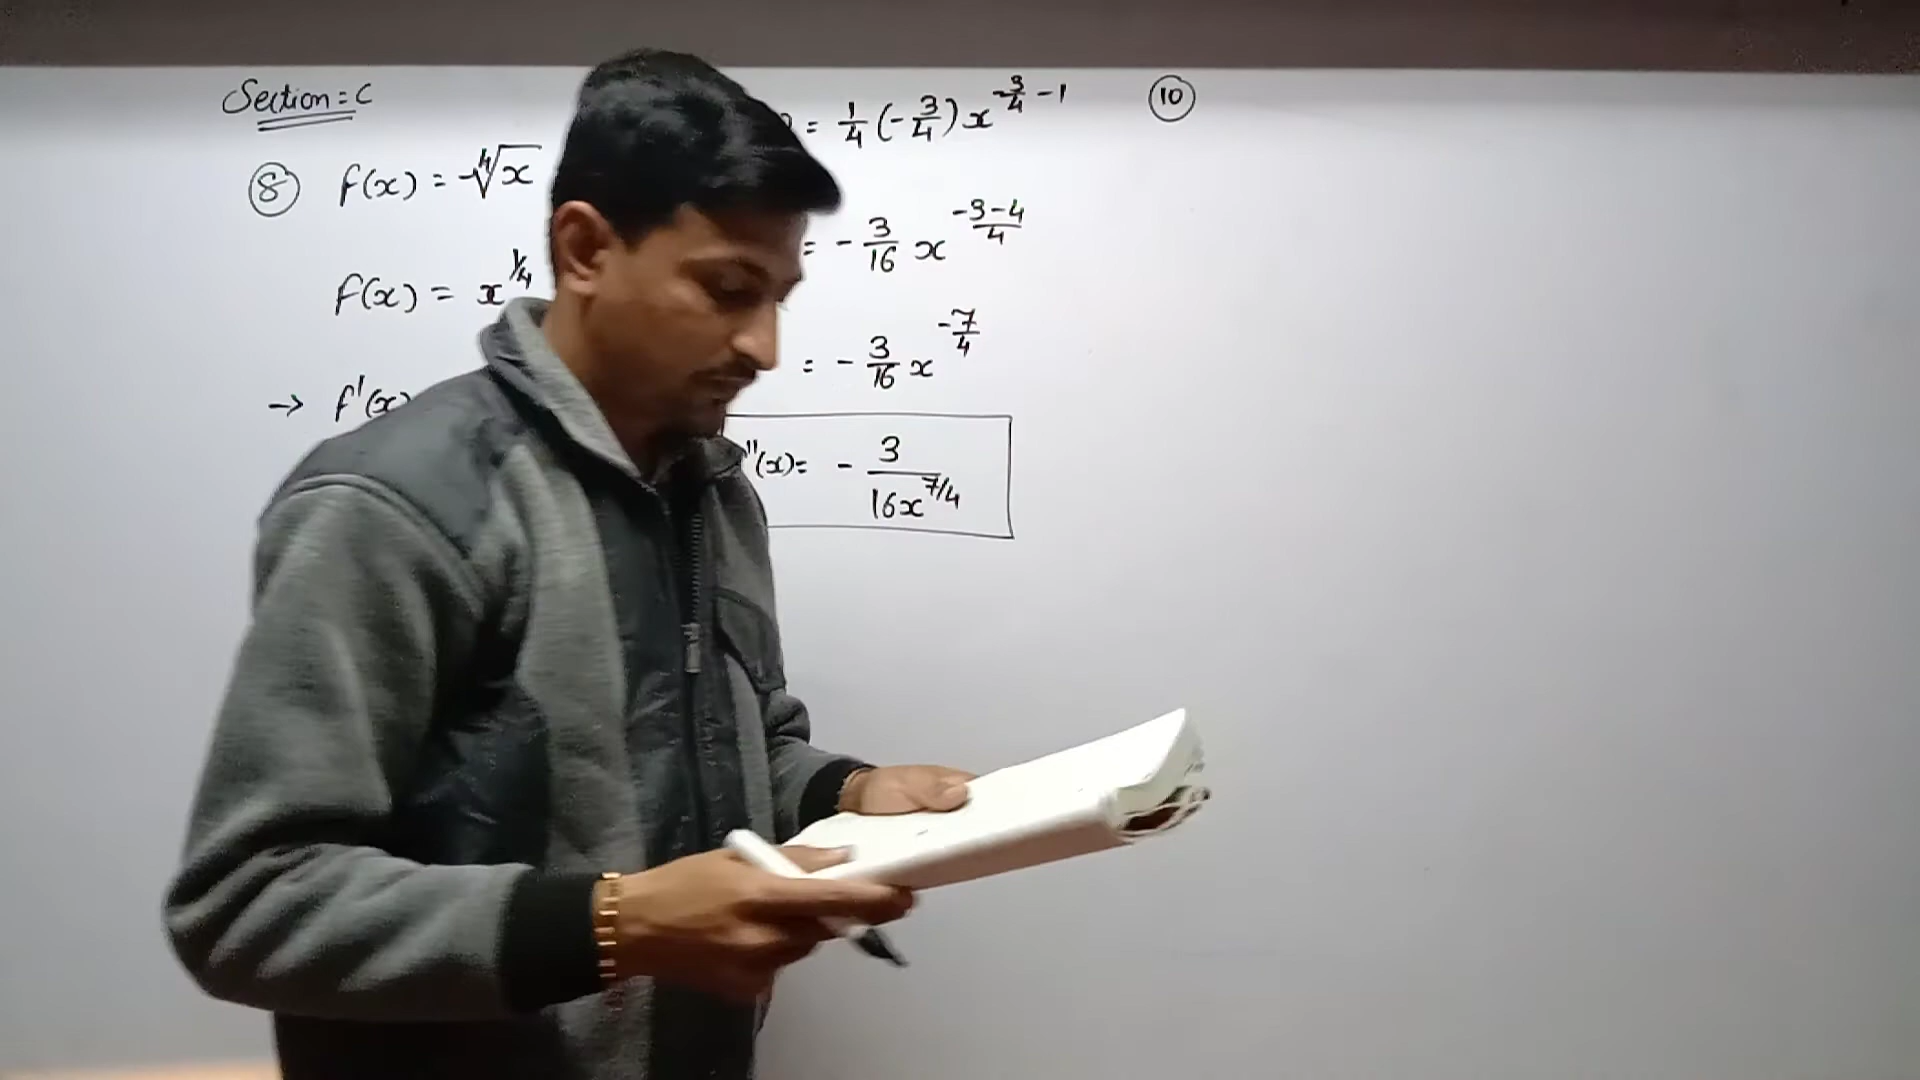 Section: C
⑧ f(x) = ∜x
f(x) = x^1/4
→ f'(x)
= 1/4 (-3/4) x^-3/4 -1
= - 3/16 x^-3-4/4
= - 3/16 x^-7/4
"(x) = - 3/16x^7/4
⑩